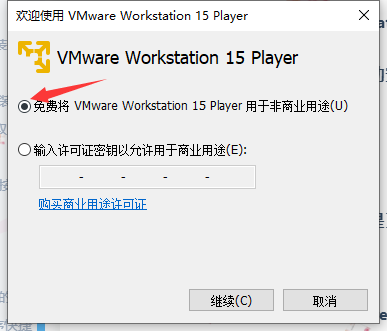 欢迎使用 VMware Workstation 15 Player
VMware Workstation 15 Player
免费将 VMware Workstation 15 Player 用于非商业用途(U)
输入许可证密钥以允许用于商业用途(E):
- - - -
购买商业用途许可证
继续(C)
取消